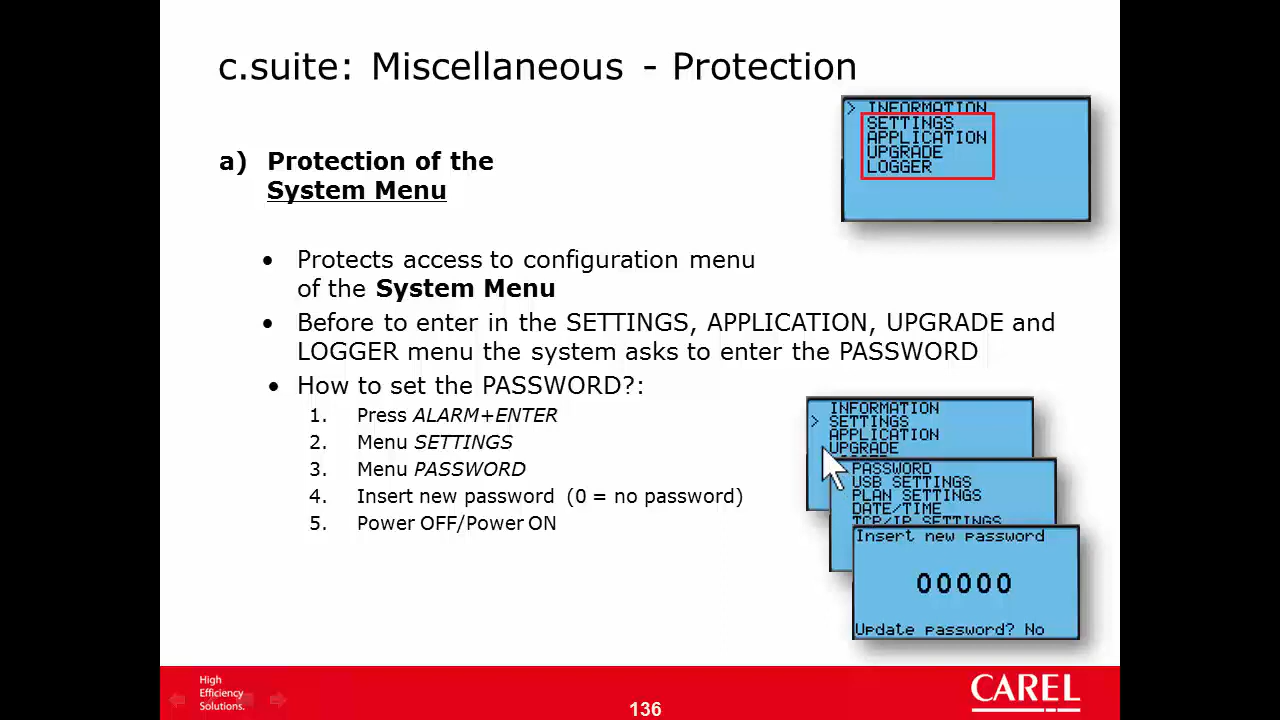 c.suite: Miscellaneous - Protection
> INFORMATION
SETTINGS
APPLICATION
UPGRADE
LOGGER
a) Protection of the
System Menu
• Protects access to configuration menu
of the System Menu
• Before to enter in the SETTINGS, APPLICATION, UPGRADE and
LOGGER menu the system asks to enter the PASSWORD
• How to set the PASSWORD?:
1. Press ALARM+ENTER
2. Menu SETTINGS
3. Menu PASSWORD
4. Insert new password (0 = no password)
5. Power OFF/Power ON
INFORMATION
> SETTINGS
APPLICATION
UPGRADE
PASSWORD
USB SETTINGS
PLAN SETTINGS
DATE/TIME
TCP/IP SETTINGS
Insert new password
00000
Update password? No
High
Efficiency
Solutions.
136
CAREL